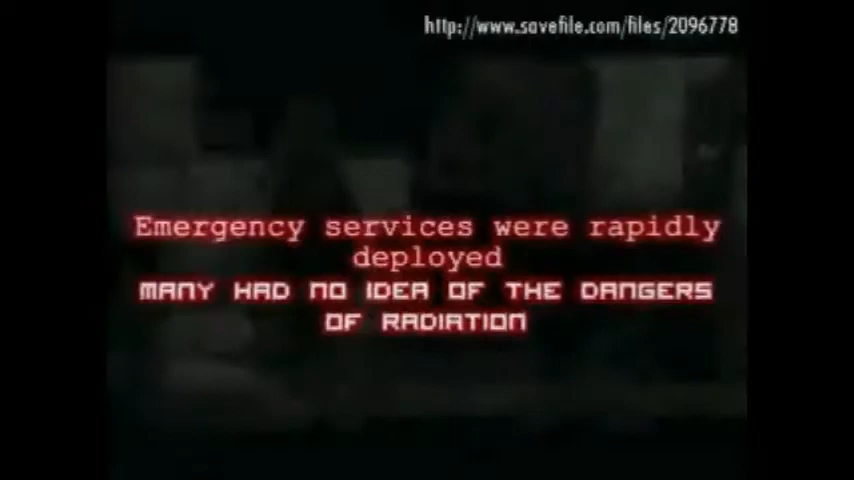 http://www.savefile.com/files/2096778
Emergency services were rapidly
deployed
MANY HAD NO IDEA OF THE DANGERS
OF RADIATION